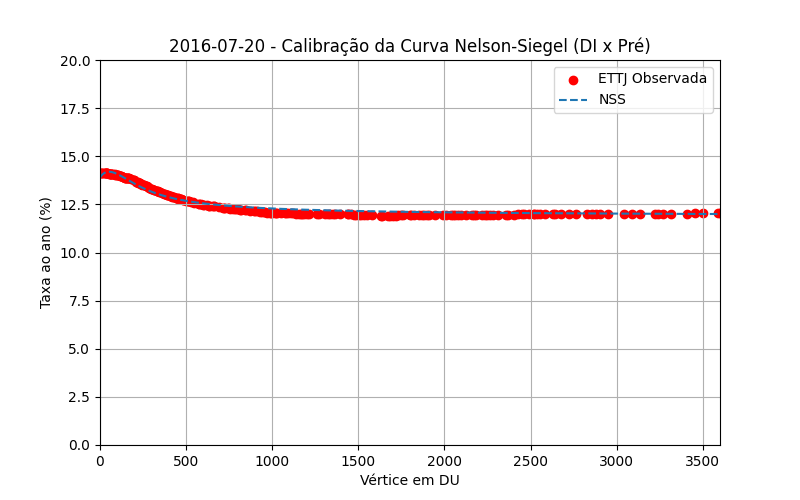 2016-07-20 - Calibração da Curva Nelson-Siegel (DI x Pré)
ETTJ Observada
NSS
20.0
17.5
15.0
12.5
10.0
7.5
5.0
2.5
0.0
Taxa ao ano (%)
0 500 1000 1500 2000 2500 3000 3500
Vértice em DU